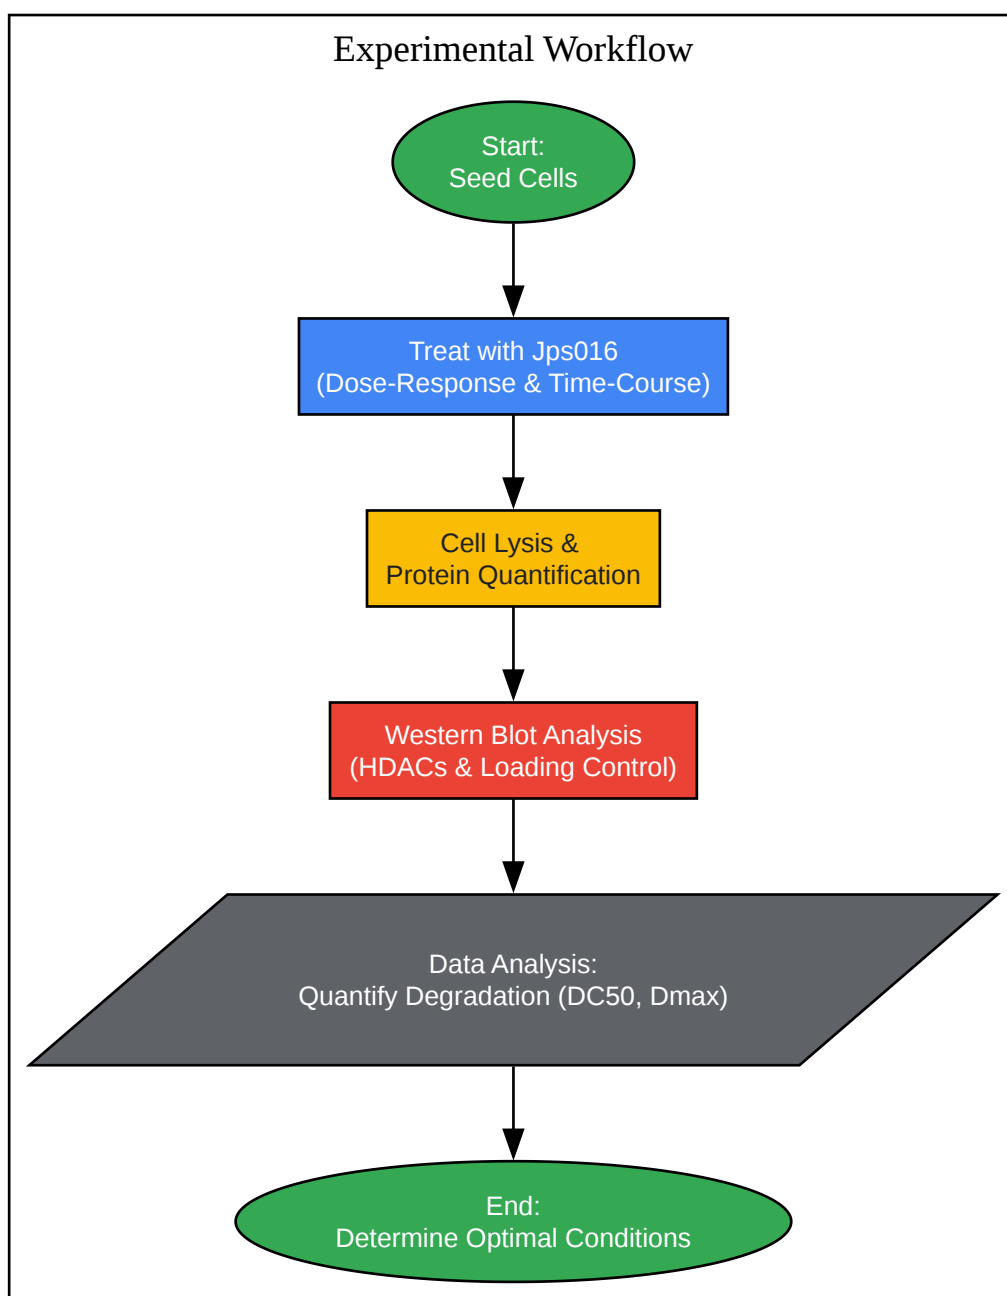 Experimental Workflow
Start:
Seed Cells
Treat with Jps016
(Dose-Response & Time-Course)
Cell Lysis &
Protein Quantification
Western Blot Analysis
(HDACs & Loading Control)
Data Analysis:
Quantify Degradation (DC50, Dmax)
End:
Determine Optimal Conditions